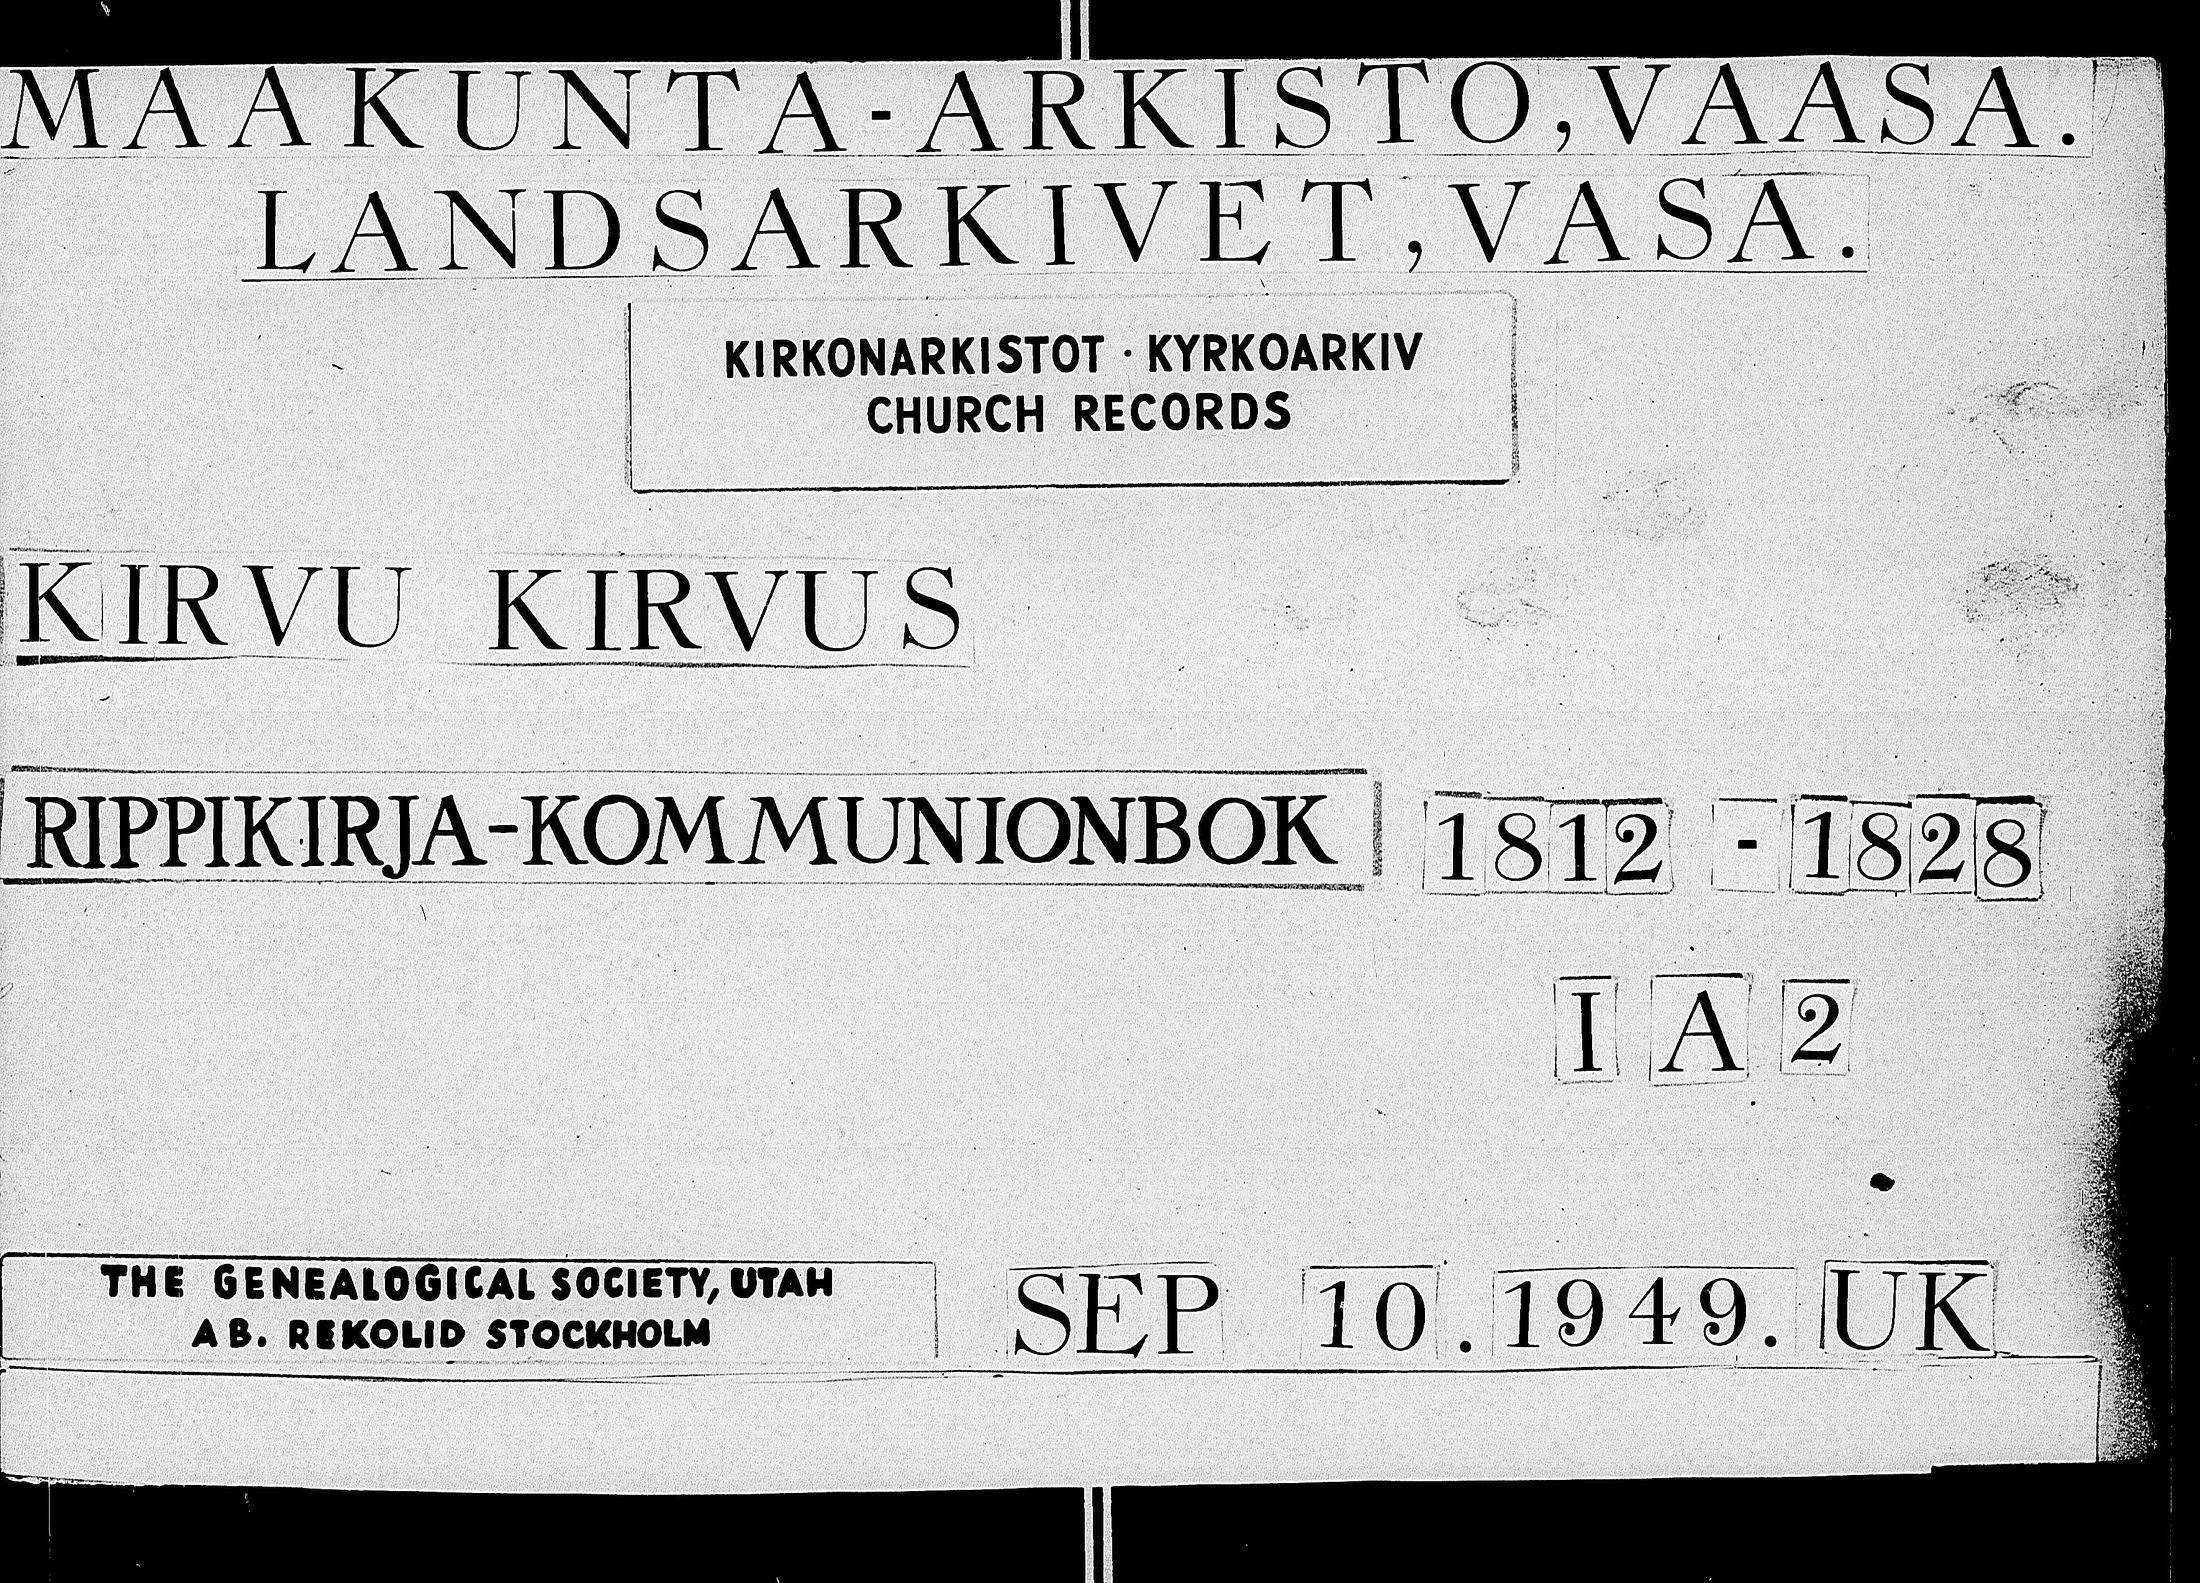 MAAKUNTA-ARKISTO, VAASA.
LANDSARKIVET, VASA.
KIRKONARKISTOT · KYRKOARKIV
CHURCH RECORDS
KIRVU KIRVUS
RIPPIKIRJA-KOMMUNIONBOK 1812 - 1828
I A 2
THE GENEALOGICAL SOCIETY, UTAH
AB. REKOLID STOCKHOLM
SEP 10. 1949. UK